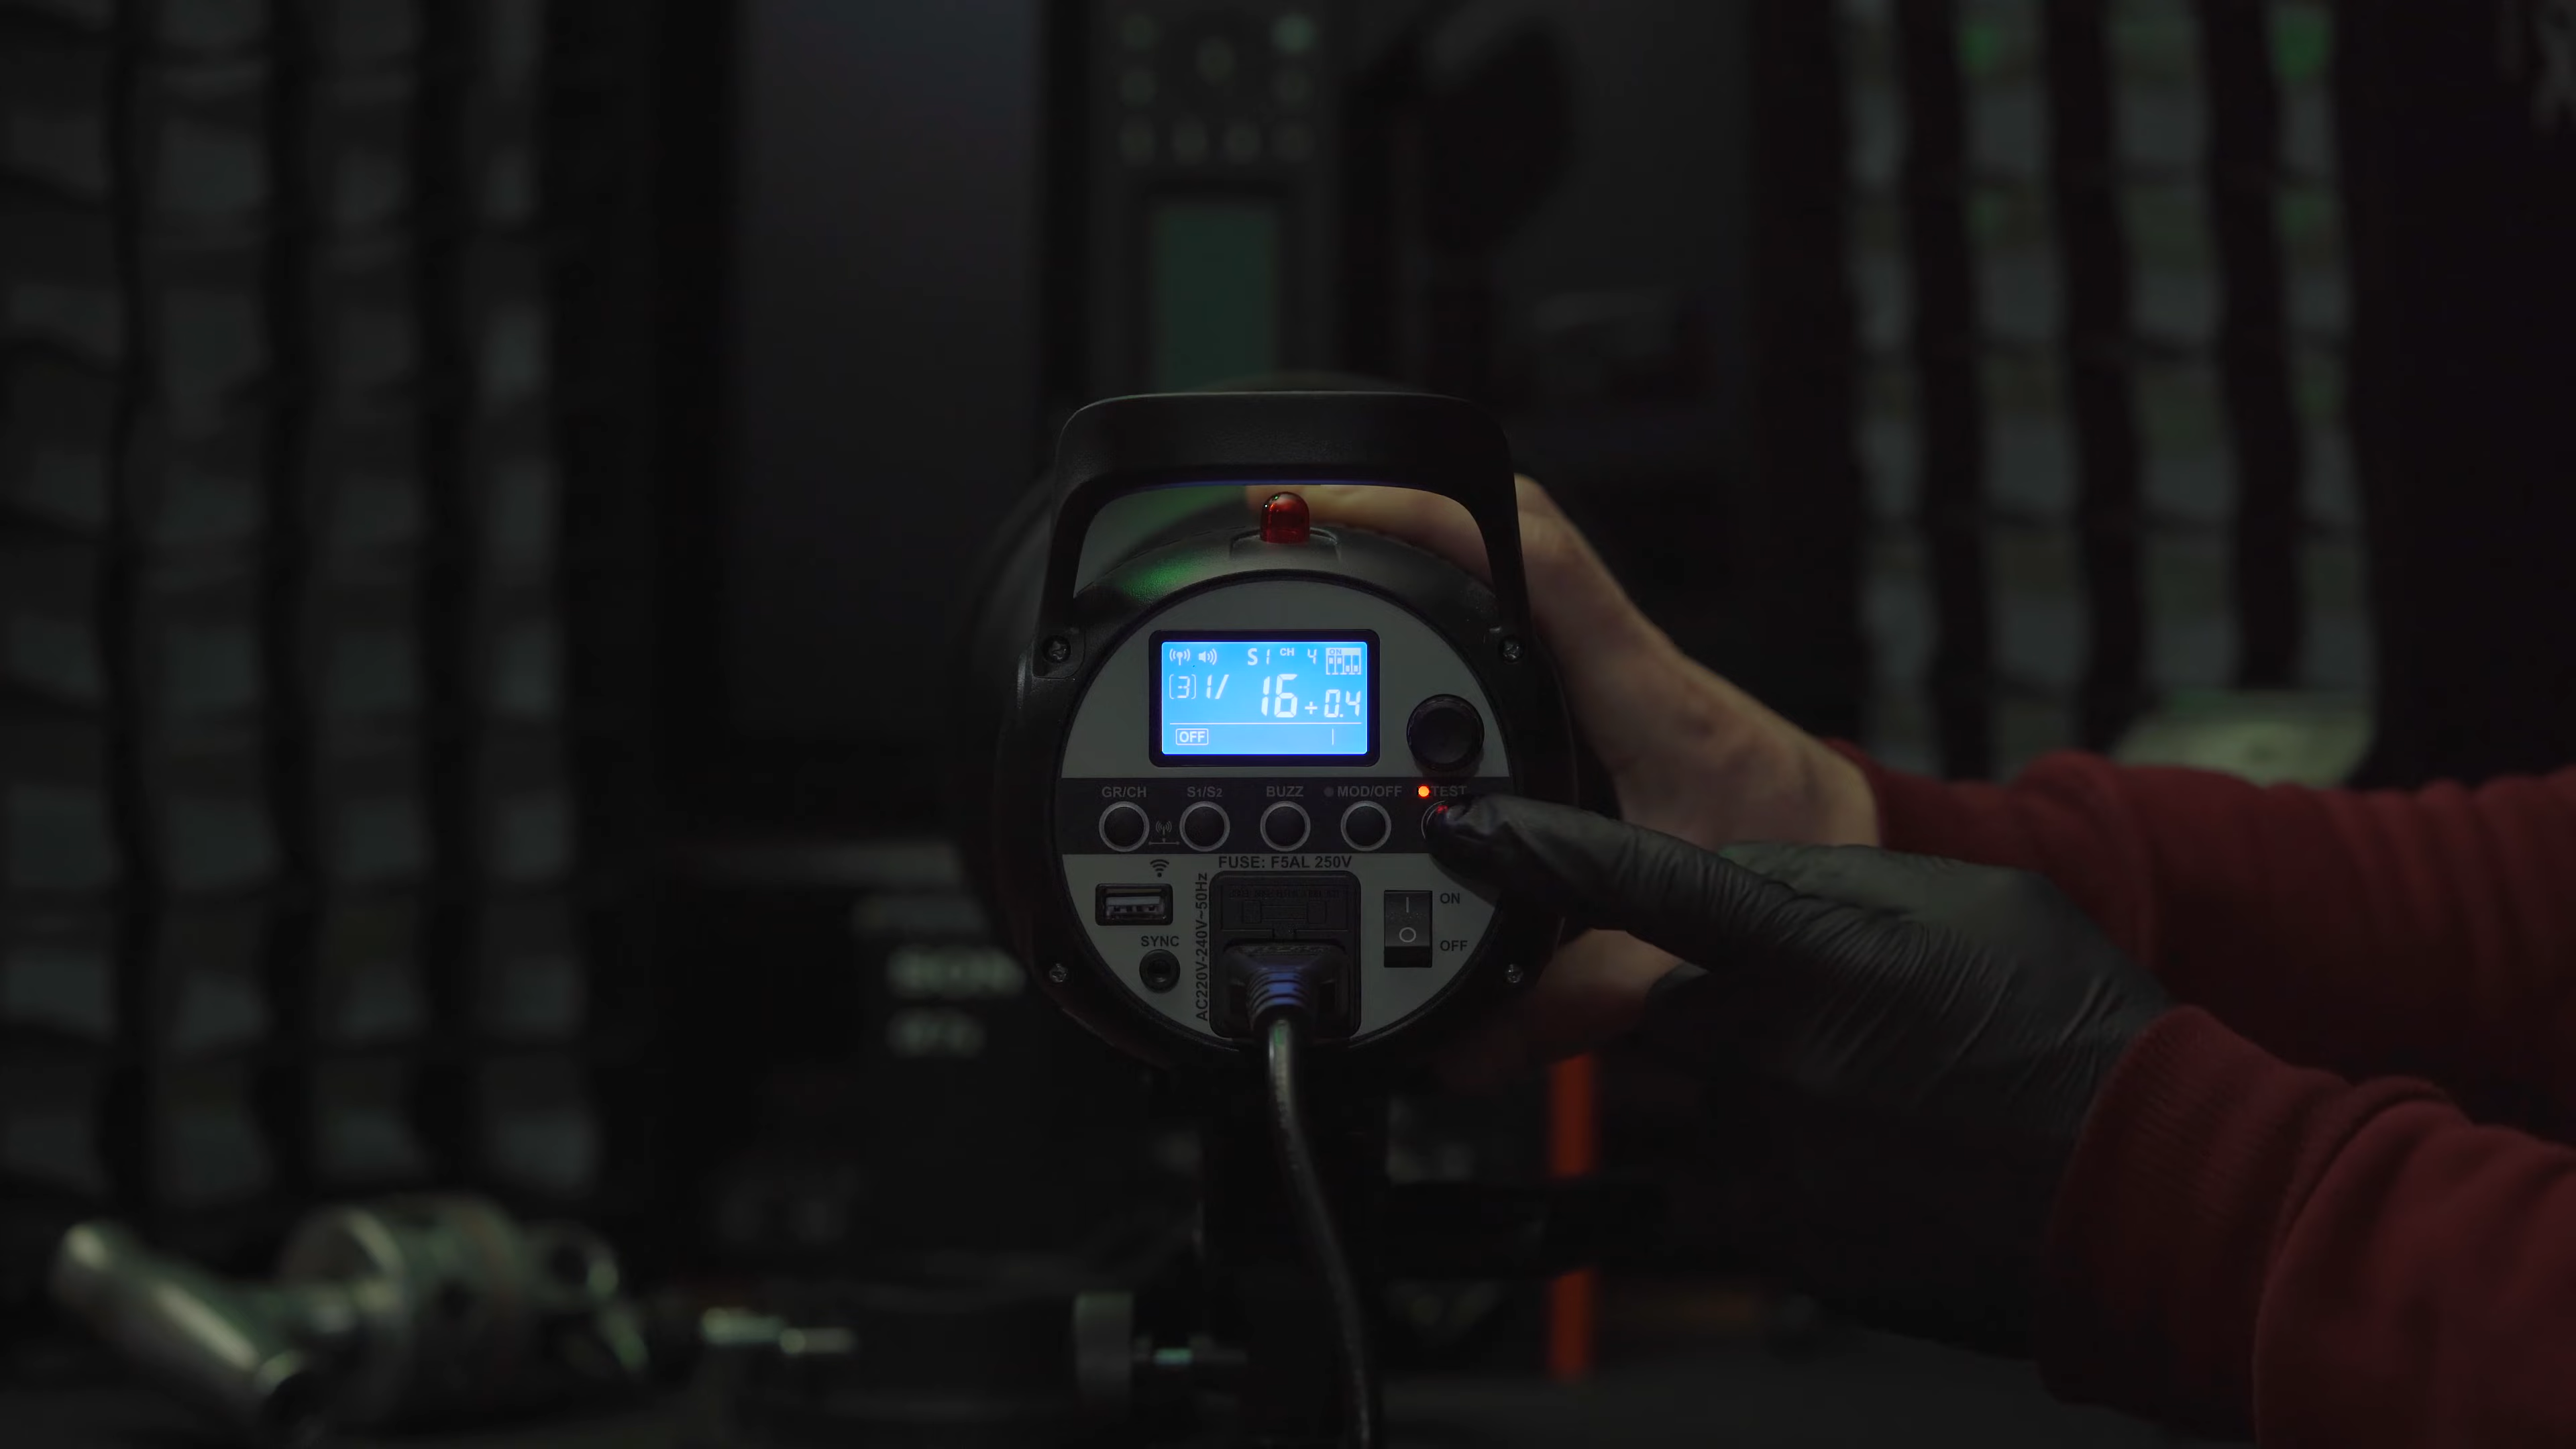 S1 CH 4 ON
[3] 1/ 16 +0.4
OFF
GR/CH S1/S2 BUZZ MOD/OFF TEST
FUSE: F5AL 250V
AC220V-240V~50Hz
ON
SYNC
OFF